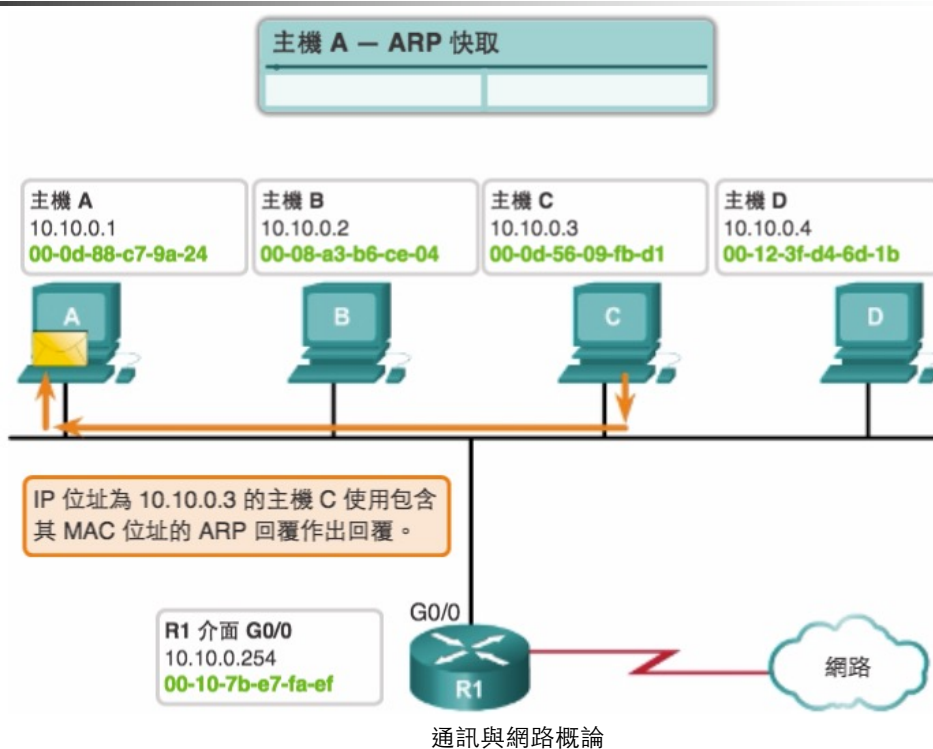 主機 A — ARP 快取
主機 A
10.10.0.1
00-0d-88-c7-9a-24
主機 B
10.10.0.2
00-08-a3-b6-ce-04
主機 C
10.10.0.3
00-0d-56-09-fb-d1
主機 D
10.10.0.4
00-12-3f-d4-6d-1b
A
B
C
D
IP 位址為 10.10.0.3 的主機 C 使用包含
其 MAC 位址的 ARP 回覆作出回覆。
G0/0
R1 介面 G0/0
10.10.0.254
00-10-7b-e7-fa-ef
R1
網路
通訊與網路概論